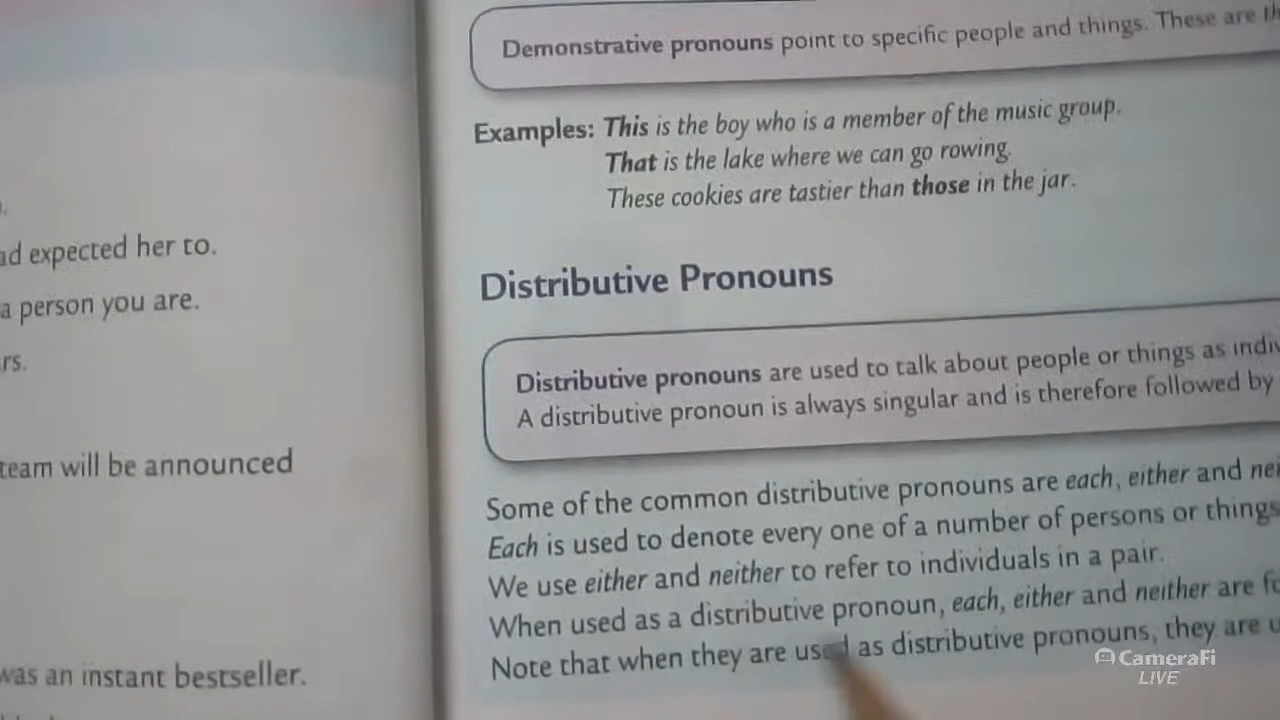 ad expected her to.
a person you are.
rs.
team will be announced
was an instant bestseller.
Demonstrative pronouns point to specific people and things. These are
Examples: This is the boy who is a member of the music group.
That is the lake where we can go rowing.
These cookies are tastier than those in the jar.
Distributive Pronouns
Distributive pronouns are used to talk about people or things as indiv
A distributive pronoun is always singular and is therefore followed by
Some of the common distributive pronouns are each, either and nei
Each is used to denote every one of a number of persons or things
We use either and neither to refer to individuals in a pair.
When used as a distributive pronoun, each, either and neither are fo
Note that when they are used as distributive pronouns, they are u
CameraFi
LIVE